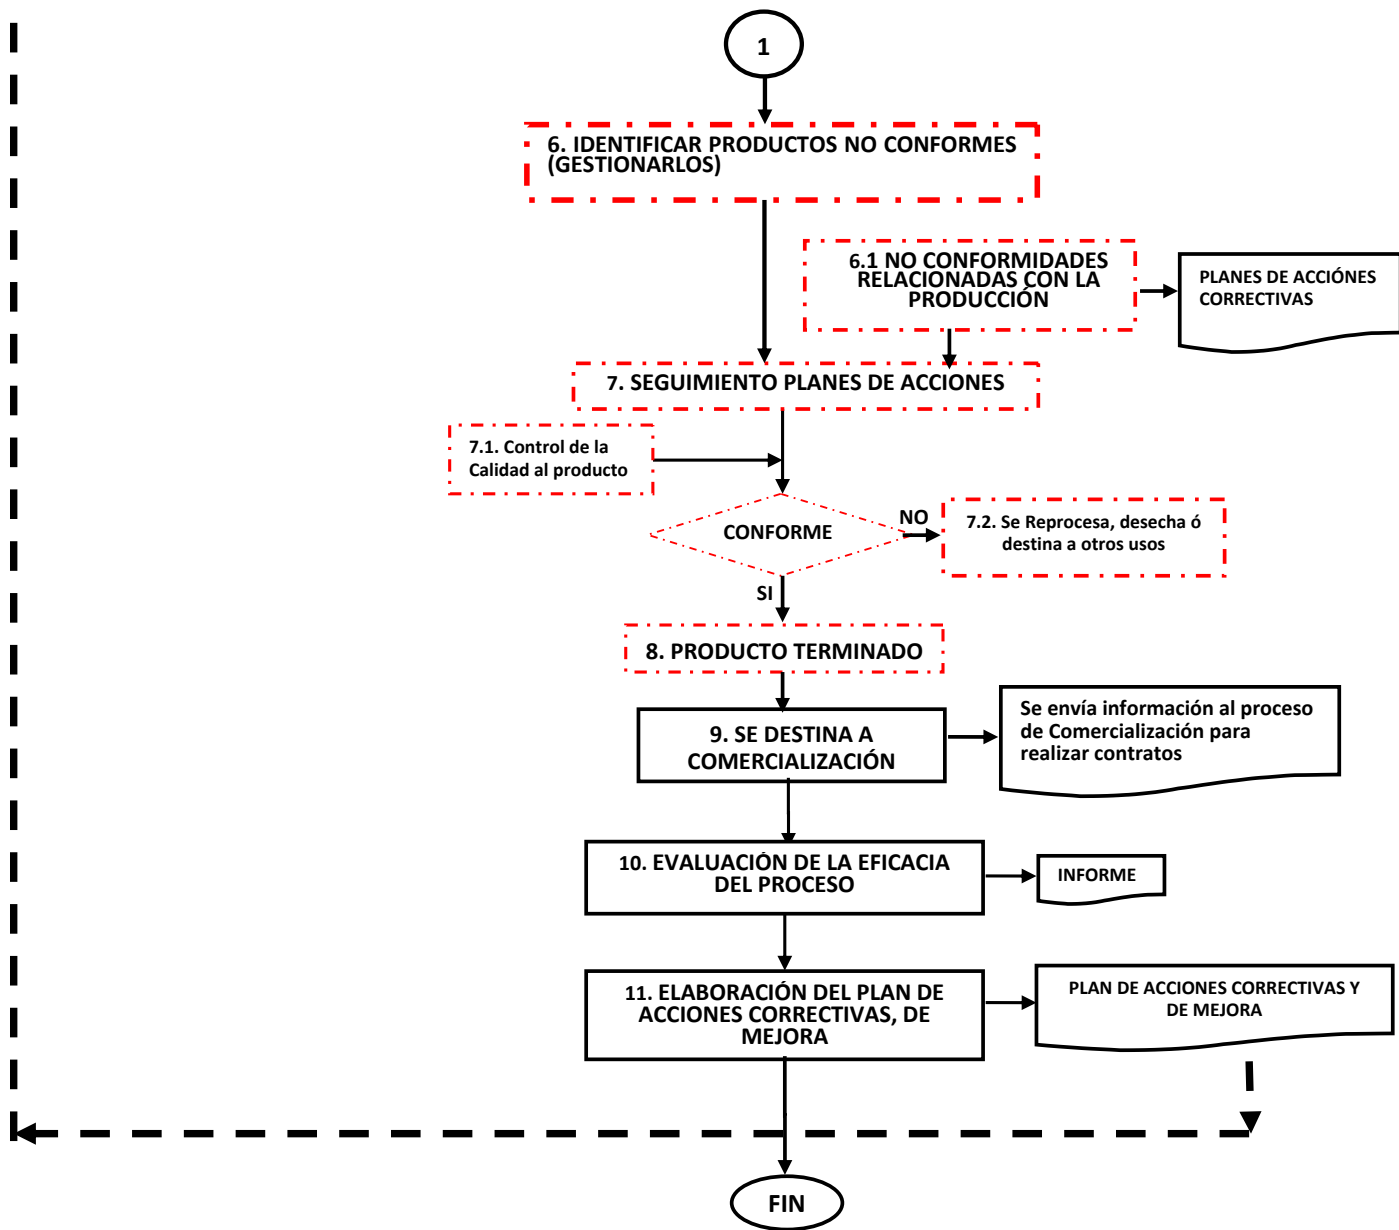 1
6. IDENTIFICAR PRODUCTOS NO CONFORMES
(GESTIONARLOS)
6.1 NO CONFORMIDADES
RELACIONADAS CON LA
PRODUCCIÓN
PLANES DE ACCIÓNES
CORRECTIVAS
7. SEGUIMIENTO PLANES DE ACCIONES
7.1. Control de la
Calidad al producto
CONFORME
NO
7.2. Se Reprocesa, desecha ó
destina a otros usos
SI
8. PRODUCTO TERMINADO
9. SE DESTINA A
COMERCIALIZACIÓN
Se envía información al proceso
de Comercialización para
realizar contratos
10. EVALUACIÓN DE LA EFICACIA
DEL PROCESO
INFORME
11. ELABORACIÓN DEL PLAN DE
ACCIONES CORRECTIVAS, DE
MEJORA
PLAN DE ACCIONES CORRECTIVAS Y
DE MEJORA
FIN